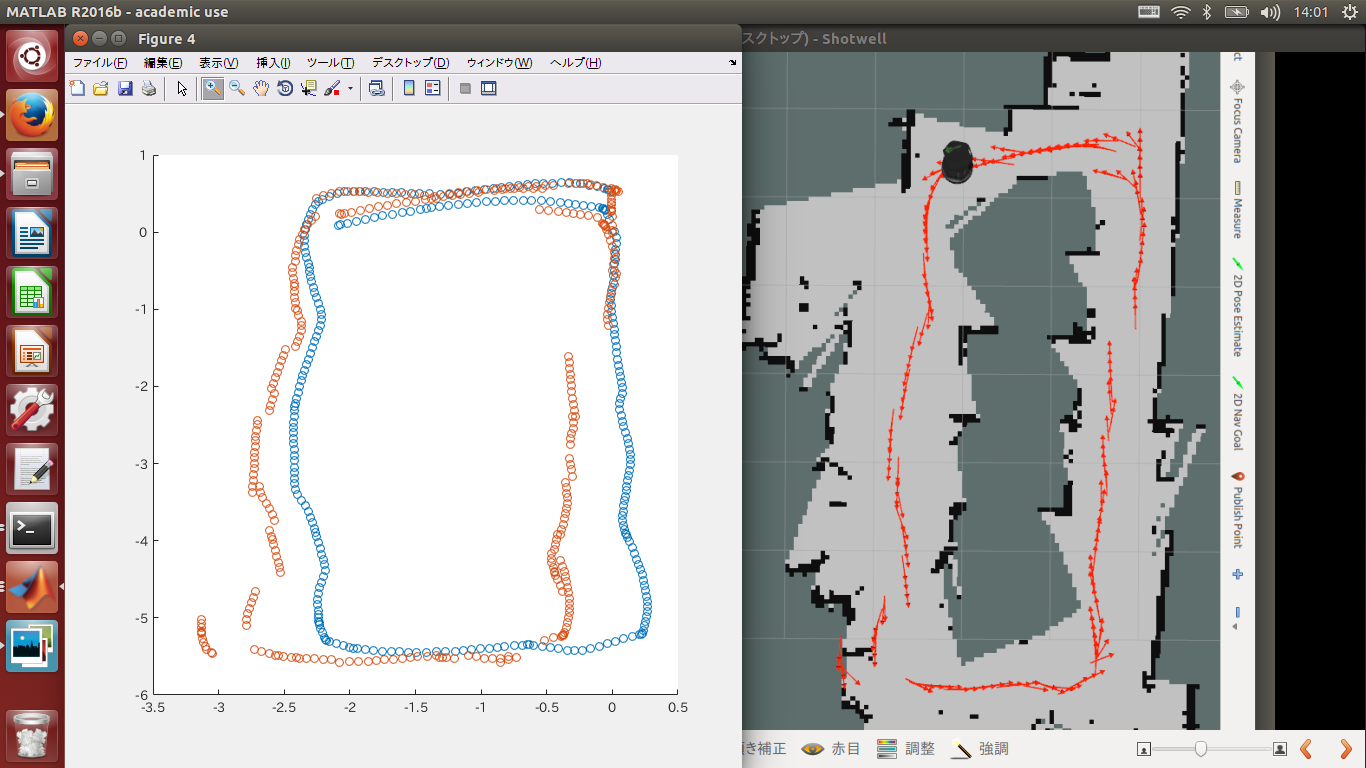 MATLAB R2016b - academic use
14:01
Figure 4
スクトップ) - Shotwell
ファイル(F) 編集(E) 表示(V) 挿入(I) ツール(T) デスクトップ(D) ウィンドウ(W) ヘルプ(H)
1
0
-1
-2
-3
-4
-5
-6
-3.5 -3 -2.5 -2 -1.5 -1 -0.5 0 0.5
ct
Focus Camera
Measure
2D Pose Estimate
2D Nav Goal
Publish Point
き補正 赤目 調整 強調